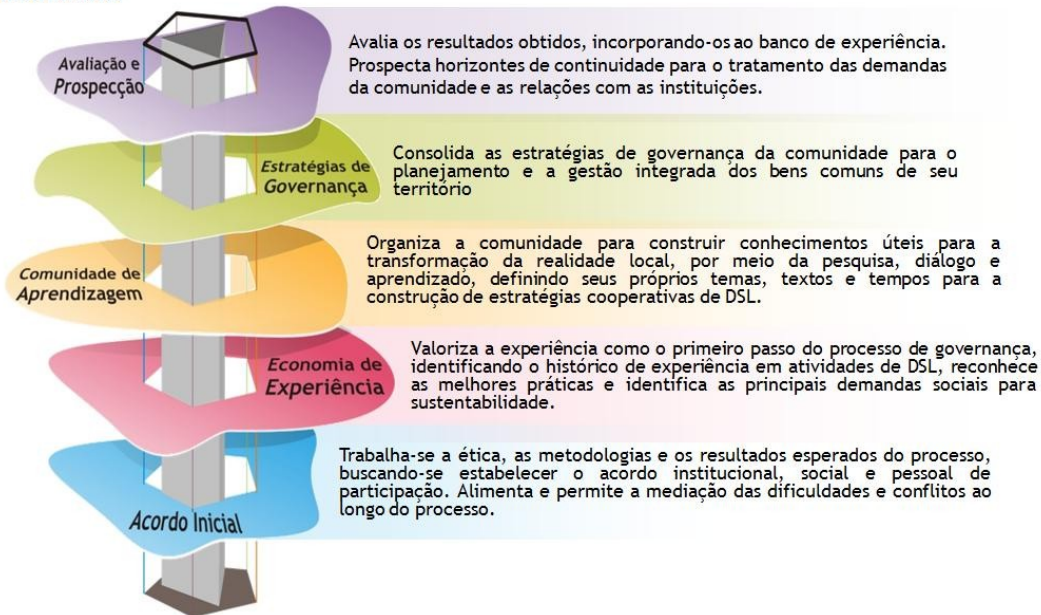 Avaliação e
Prospecção
Avalia os resultados obtidos, incorporando-os ao banco de experiência.
Prospecta horizontes de continuidade para o tratamento das demandas
da comunidade e as relações com as instituições.
Estratégias de
Governança
Consolida as estratégias de governança da comunidade para o
planejamento e a gestão integrada dos bens comuns de seu
território
Comunidade de
Aprendizagem
Organiza a comunidade para construir conhecimentos úteis para a
transformação da realidade local, por meio da pesquisa, diálogo e
aprendizado, definindo seus próprios temas, textos e tempos para a
construção de estratégias cooperativas de DSL.
Economia de
Experiência
Valoriza a experiência como o primeiro passo do processo de governança,
identificando o histórico de experiência em atividades de DSL, reconhece
as melhores práticas e identifica as principais demandas sociais para
sustentabilidade.
Acordo Inicial
Trabalha-se a ética, as metodologias e os resultados esperados do processo,
buscando-se estabelecer o acordo institucional, social e pessoal de
participação. Alimenta e permite a mediação das dificuldades e conflitos ao
longo do processo.